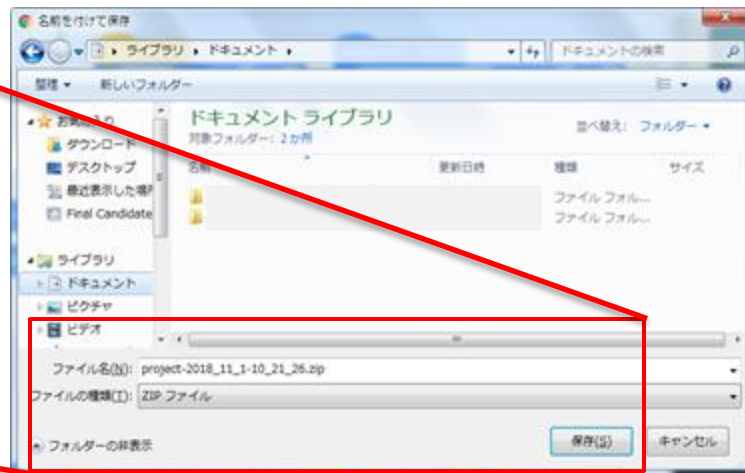 名前を付けて保存
ライブラリ ドキュメント ドキュメントの検索
整理 新しいフォルダー
お気に入り
ダウンロード
デスクトップ
最近表示した場所
Final Candidate
ライブラリ
ドキュメント
ピクチャ
ビデオ
ドキュメント ライブラリ
対象フォルダー: 2 か所
並べ替え: フォルダー
名前 更新日時 種類 サイズ
ファイル フォル...
ファイル フォル...
ファイル名(N): project-2018_11_1-10_21_26.zip
ファイルの種類(T): ZIP ファイル
フォルダーの非表示 保存(S) キャンセル